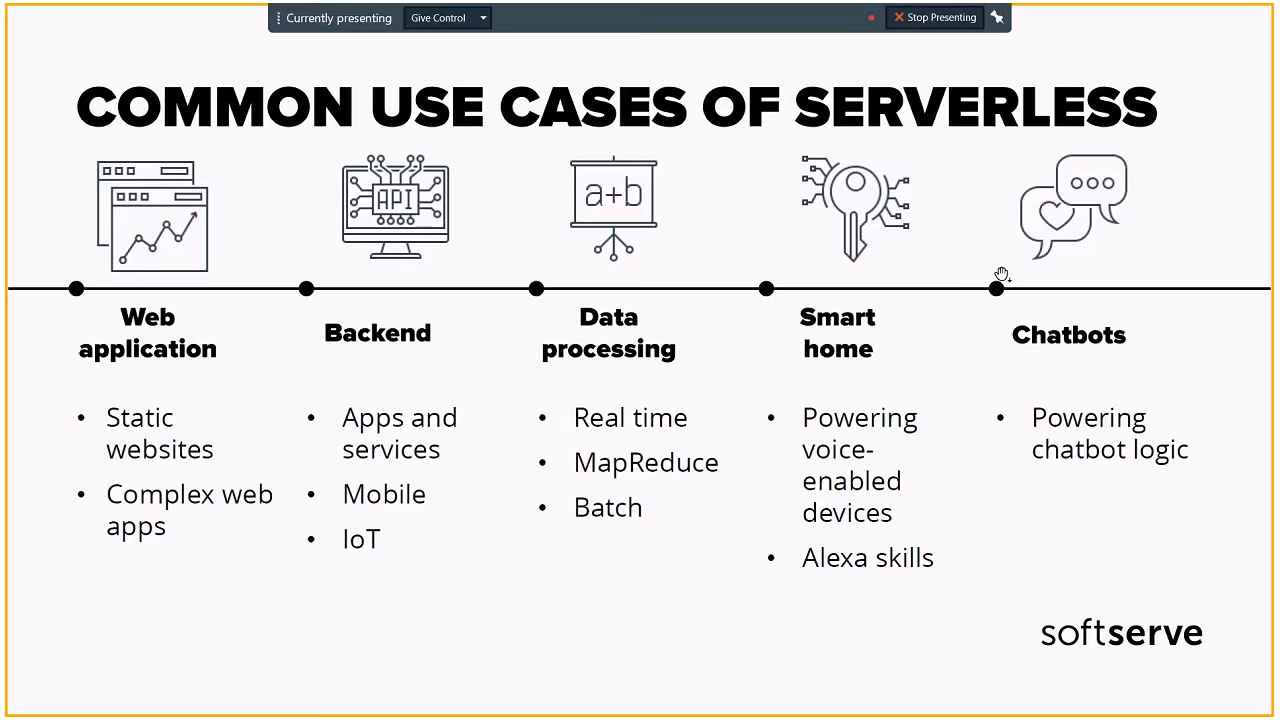 Currently presenting
Give Control
Stop Presenting
COMMON USE CASES OF SERVERLESS
API
a+b
Web
application
Static
websites
Complex web
apps
Backend
Apps and
services
Mobile
IoT
Data
processing
Real time
MapReduce
Batch
Smart
home
Powering
voice-
enabled
devices
Alexa skills
Chatbots
Powering
chatbot logic
softserve